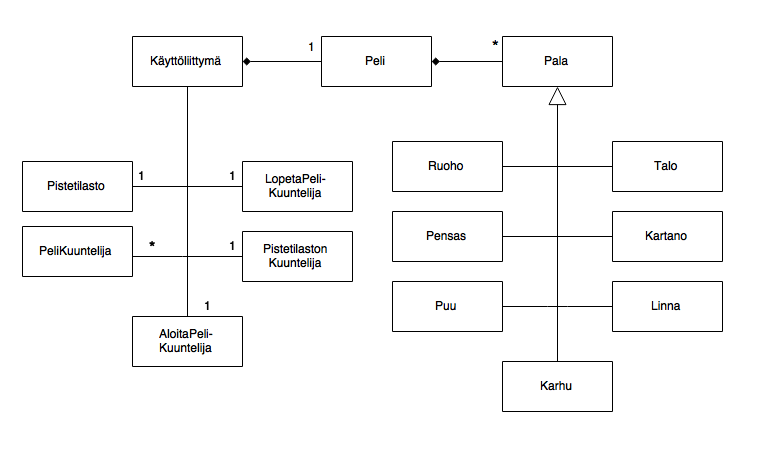 Käyttöliittymä
1
Peli
*
Pala
Pistetilasto
1
1
LopetaPeli-
Kuuntelija
PeliKuuntelija
*
1
Pistetilaston
Kuuntelija
1
AloitaPeli-
Kuuntelija
Ruoho
Talo
Pensas
Kartano
Puu
Linna
Karhu